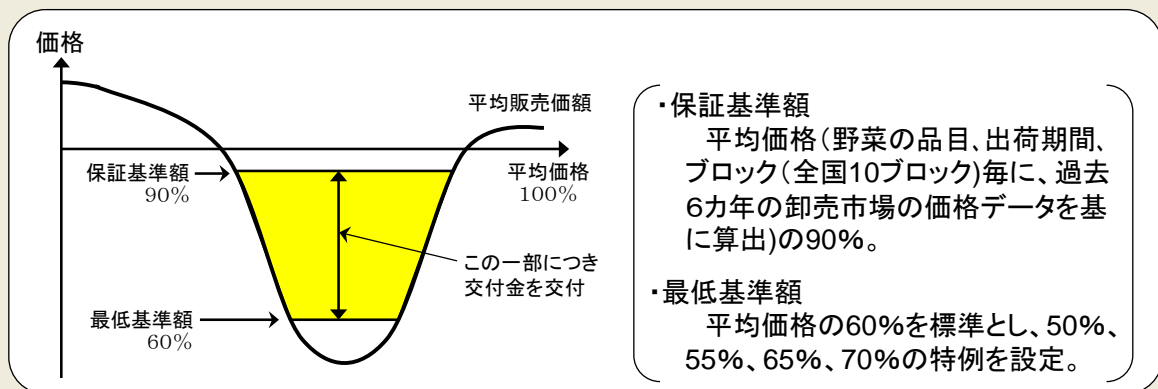 価格
平均販売価額
保証基準額
90%
平均価格
100%
この一部につき
交付金を交付
最低基準額
60%
・保証基準額
平均価格(野菜の品目、出荷期間、
ブロック(全国10ブロック)毎に、過去
6カ年の卸売市場の価格データを基
に算出)の90%。
・最低基準額
平均価格の60%を標準とし、50%、
55%、65%、70%の特例を設定。